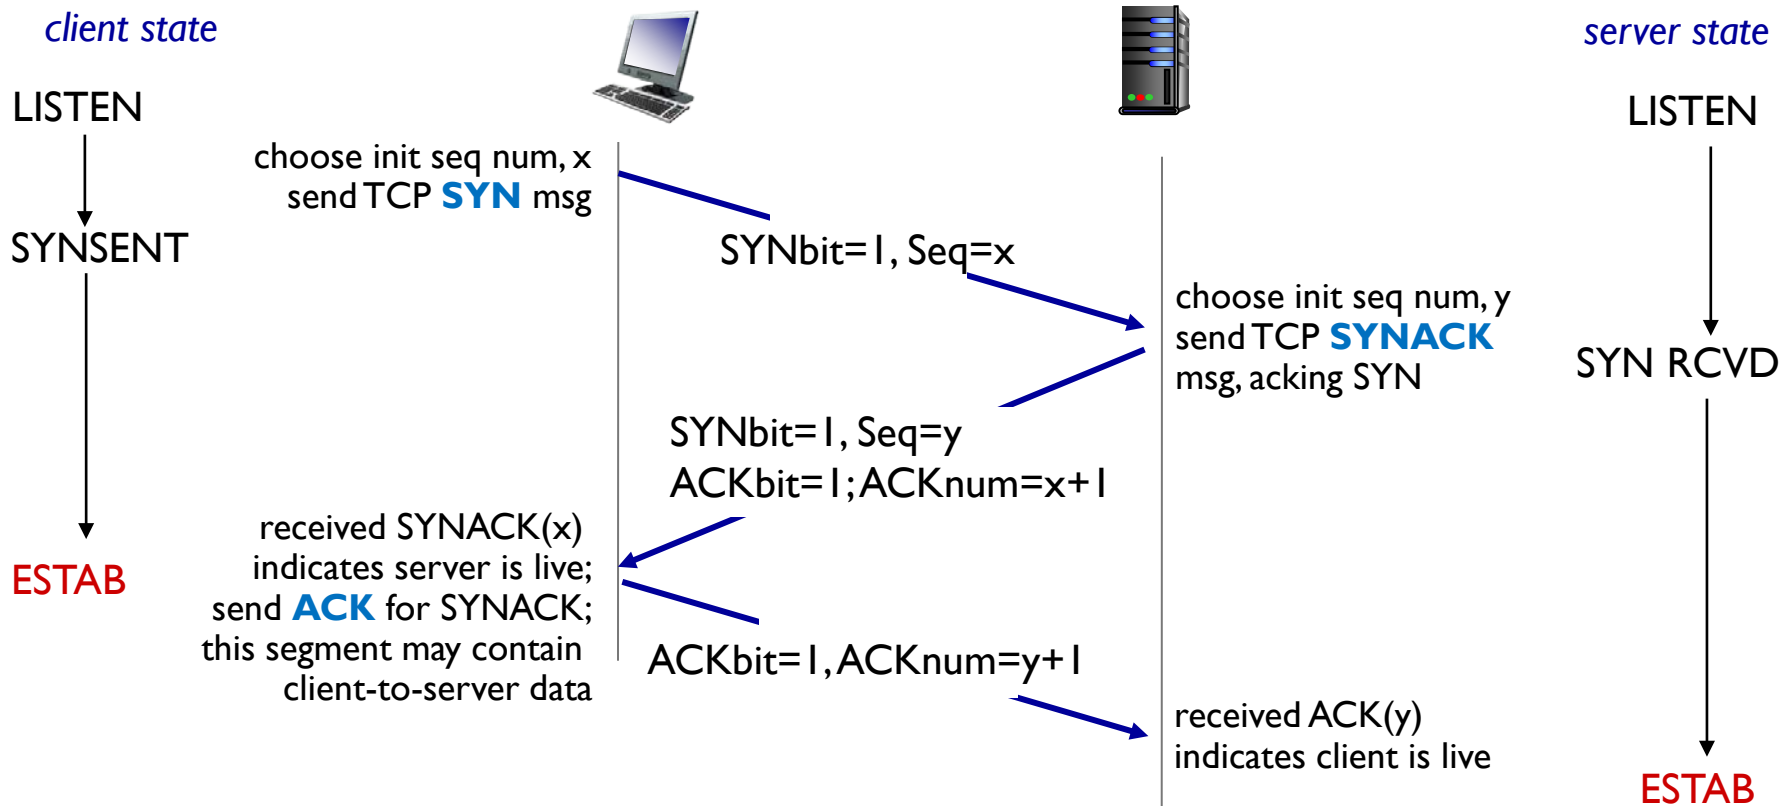 client state
server state
LISTEN
LISTEN
choose init seq num, x
send TCP SYN msg
SYNSENT
SYNbit=1, Seq=x
choose init seq num, y
send TCP SYNACK
msg, acking SYN
SYN RCVD
SYNbit=1, Seq=y
ACKbit=1; ACKnum=x+1
received SYNACK(x)
indicates server is live;
send ACK for SYNACK;
this segment may contain
client-to-server data
ESTAB
ACKbit=1, ACKnum=y+1
received ACK(y)
indicates client is live
ESTAB